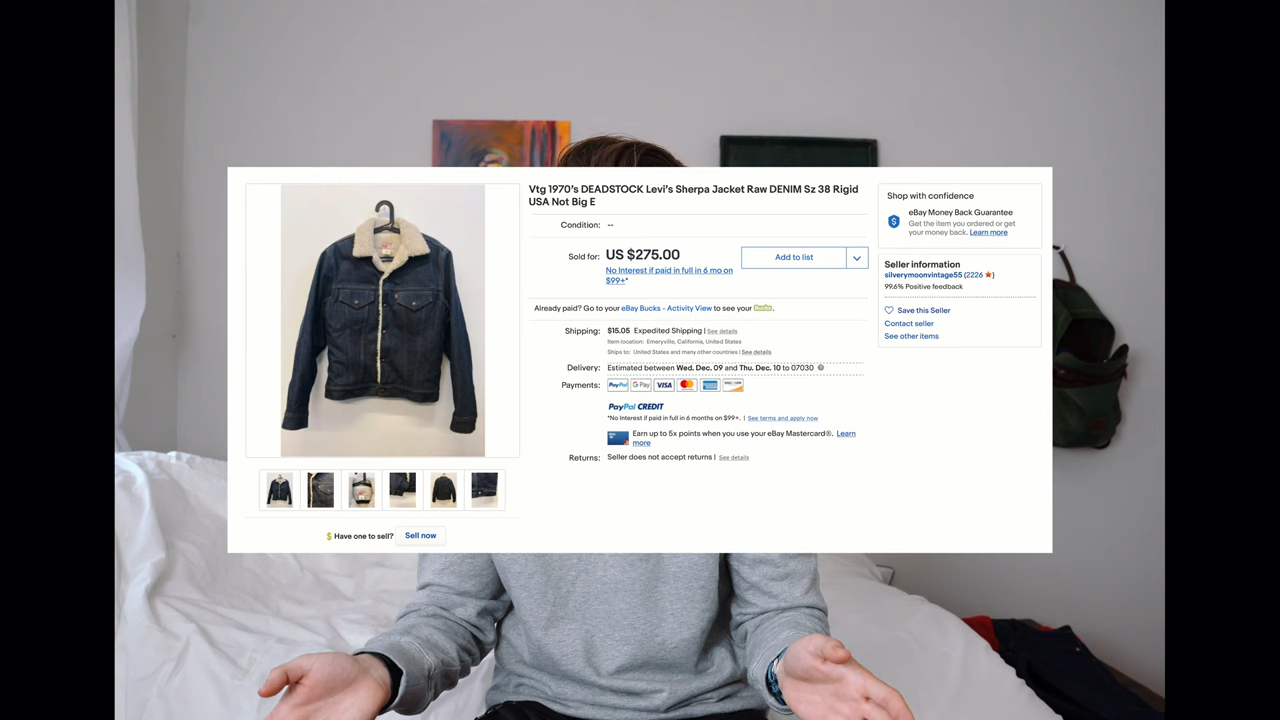 Vtg 1970's DEADSTOCK Levi's Sherpa Jacket Raw DENIM Sz 38 Rigid
USA Not Big E
Condition: --
Sold for: US $275.00
No Interest if paid in full in 6 mo on
$99+*
Add to list
Already paid? Go to your eBay Bucks - Activity View to see your Bucks.
Shipping: $15.05 Expedited Shipping | See details
Item location: Emeryville, California, United States
Ships to: United States and many other countries | See details
Delivery: Estimated between Wed. Dec. 09 and Thu. Dec. 10 to 07030
Payments: PayPal G Pay VISA
PayPal CREDIT
*No Interest if paid in full in 6 months on $99+. | See terms and apply now
Earn up to 5x points when you use your eBay Mastercard®. Learn
more
Returns: Seller does not accept returns | See details
$ Have one to sell? Sell now
Shop with confidence
eBay Money Back Guarantee
Get the item you ordered or get
your money back. Learn more
Seller information
silverymoonvintage55 (2226 ★)
99.6% Positive feedback
Save this Seller
Contact seller
See other items